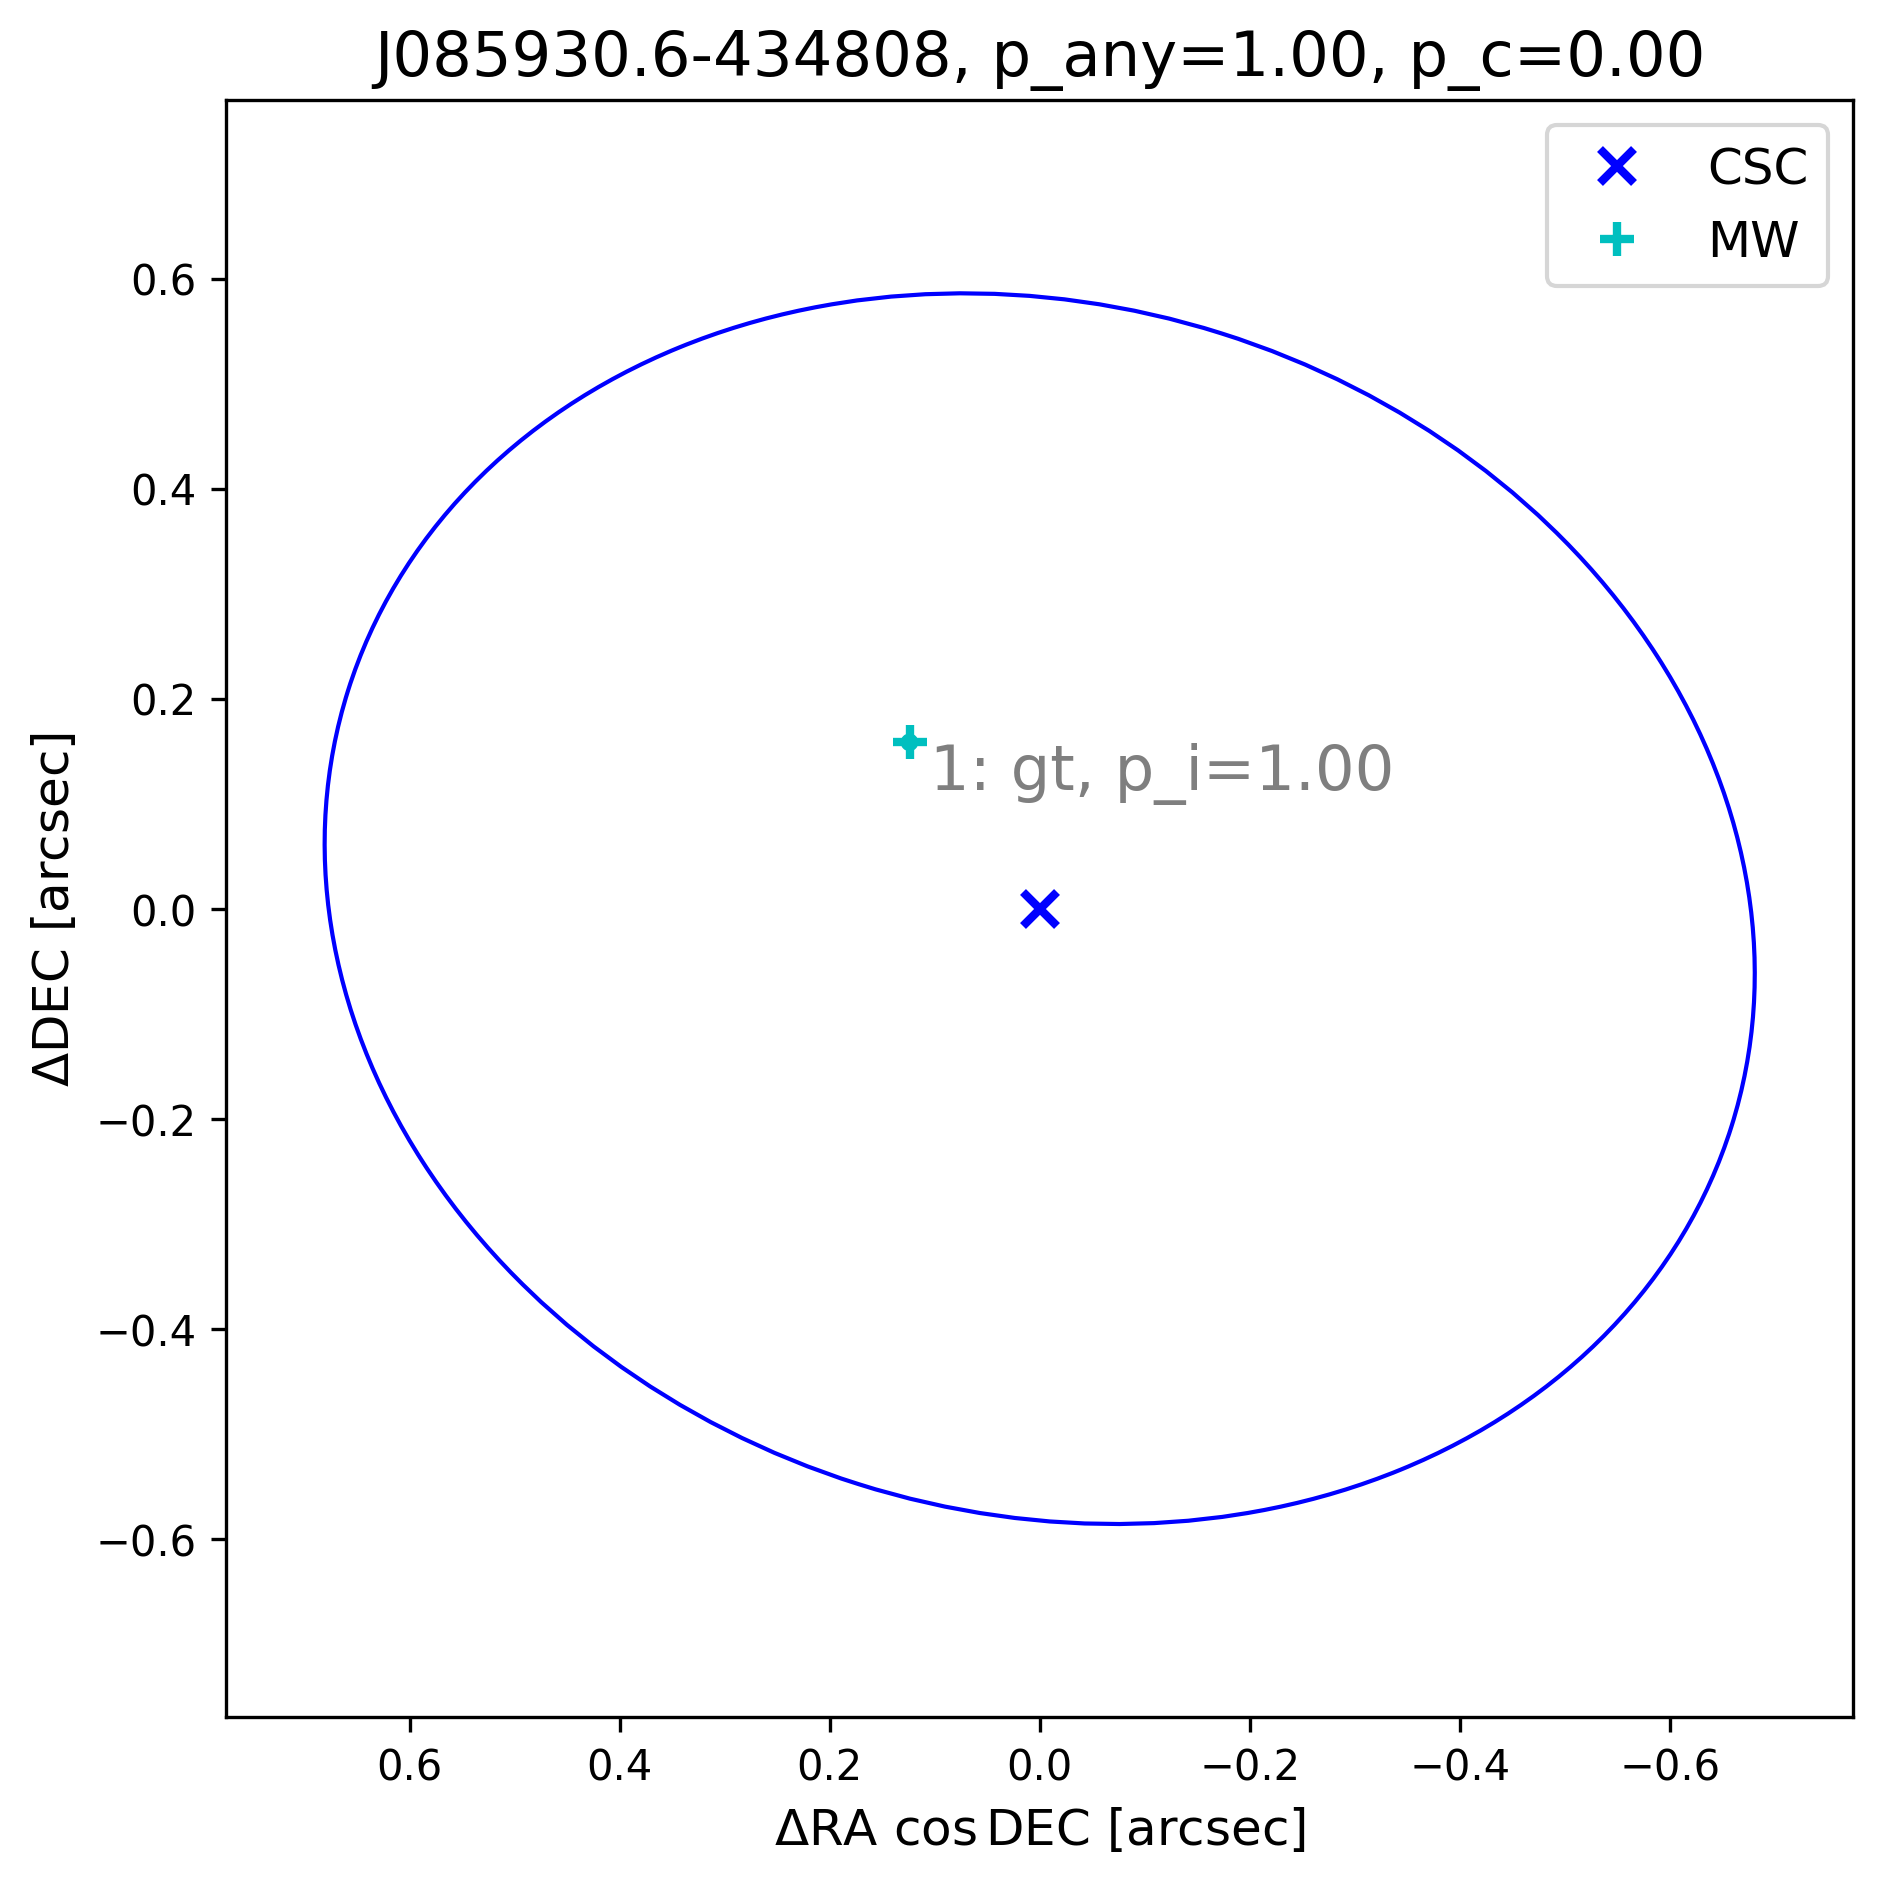 J085930.6-434808, p_any=1.00, p_c=0.00
CSC
MW
0.6
0.4
0.2
0.0
−0.2
−0.4
−0.6
ΔDEC [arcsec]
1: gt, p_i=1.00
0.6 0.4 0.2 0.0 −0.2 −0.4 −0.6
ΔRA cos DEC [arcsec]